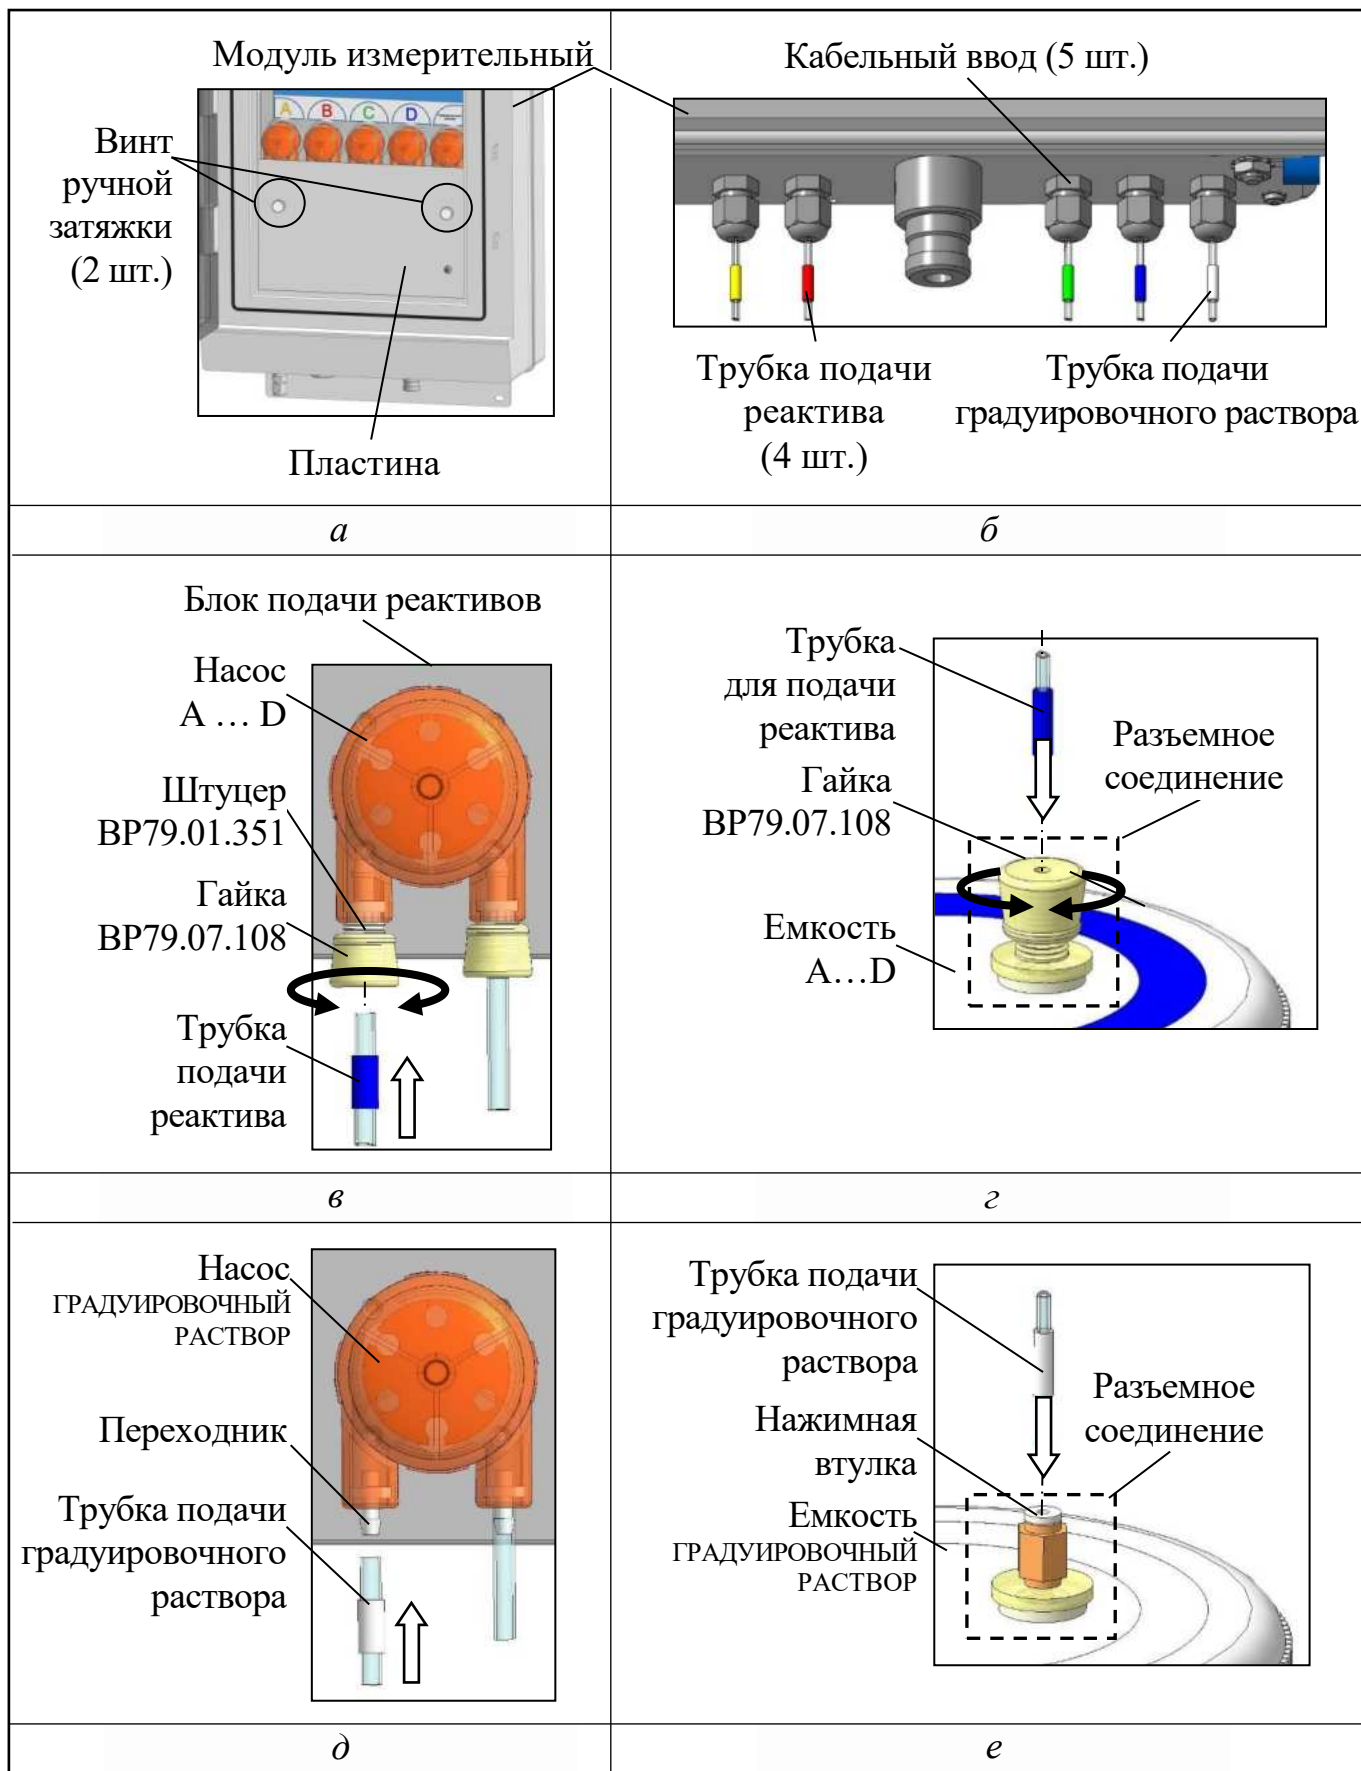 Модуль измерительный
A B C D
Винт
ручной
затяжки
(2 шт.)
Пластина
а
Кабельный ввод (5 шт.)
Трубка подачи
реактива
(4 шт.)
Трубка подачи
градуировочного раствора
б
Блок подачи реактивов
Насос
A … D
Штуцер
ВР79.01.351
Гайка
ВР79.07.108
Трубка
подачи
реактива
в
Трубка
для подачи
реактива
Разъемное
соединение
Гайка
ВР79.07.108
Емкость
A…D
г
Насос
ГРАДУИРОВОЧНЫЙ
РАСТВОР
Переходник
Трубка подачи
градуировочного
раствора
д
Трубка подачи
градуировочного
раствора
Разъемное
соединение
Нажимная
втулка
Емкость
ГРАДУИРОВОЧНЫЙ
РАСТВОР
е